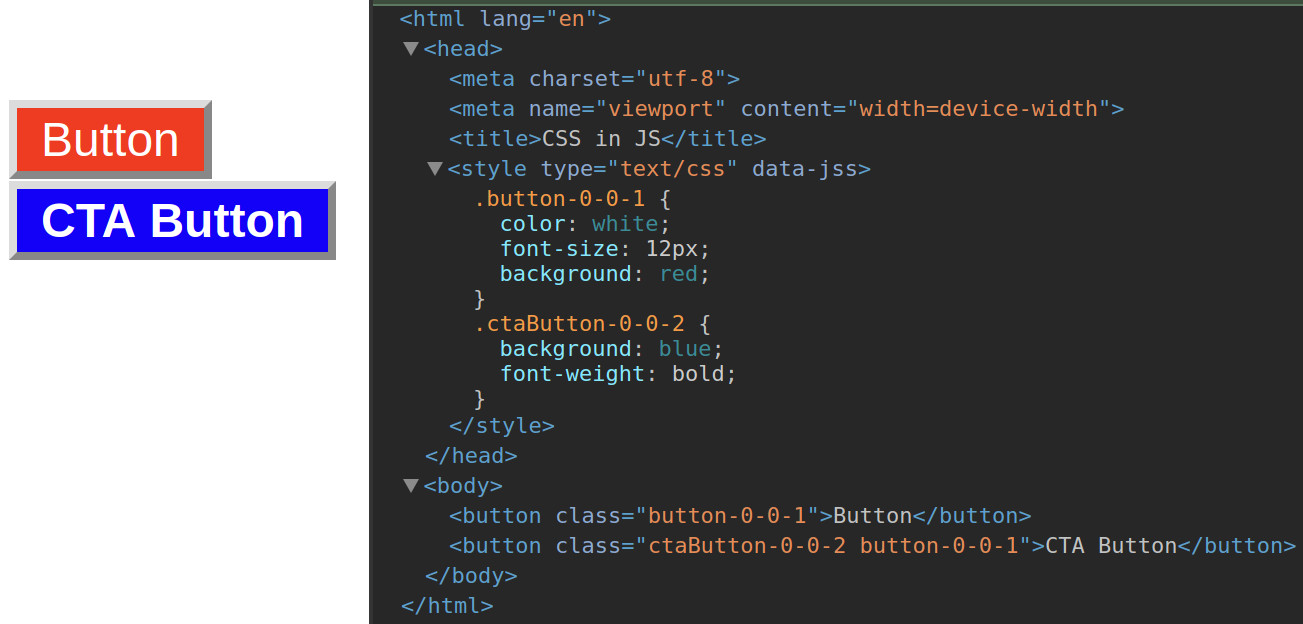 Button
CTA Button
<html lang="en">
<head>
<meta charset="utf-8">
<meta name="viewport" content="width=device-width">
<title>CSS in JS</title>
<style type="text/css" data-jss>
.button-0-0-1 {
color: white;
font-size: 12px;
background: red;
}
.ctaButton-0-0-2 {
background: blue;
font-weight: bold;
}
</style>
</head>
<body>
<button class="button-0-0-1">Button</button>
<button class="ctaButton-0-0-2 button-0-0-1">CTA Button</button>
</body>
</html>